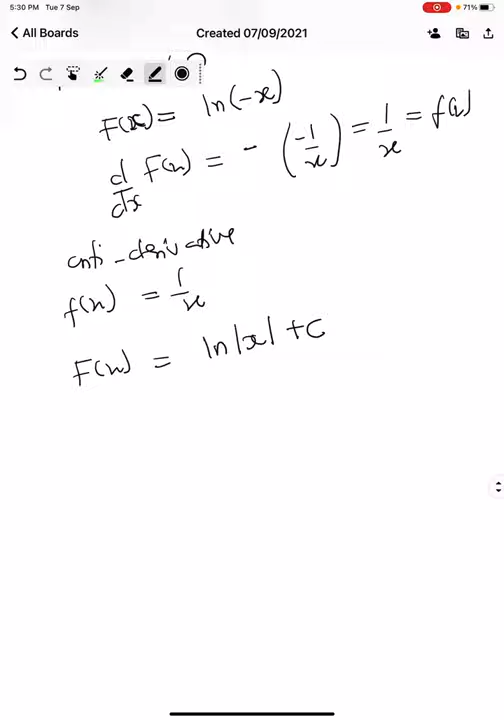 5:30 PM Tue 7 Sep 71%
All Boards Created 07/09/2021
F(x) = ln(-x)
d/dx F(x) = - (-1/x) = 1/x = f(x)
anti-derivative
f(x) = 1/x
F(x) = ln|x| + C